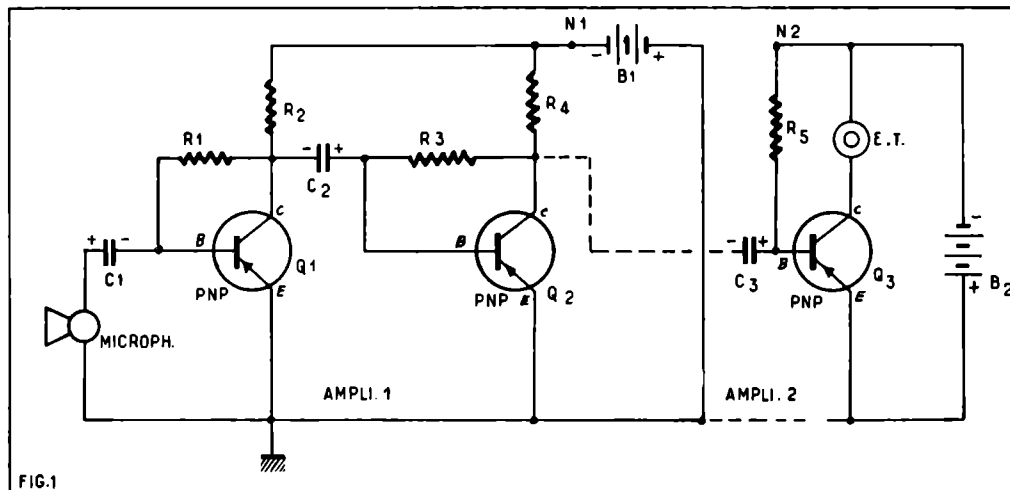 N1
B1
- +
N2
R2
R4
R5
E.T.
R1
R3
- +
C2
C
C
C
-
+
B2
+ -
C1
B
Q1
PNP
E
B
Q2
PNP
E
- +
C3
B
Q3
PNP
E
MICROPH.
AMPLI.1
AMPLI.2
FIG.1